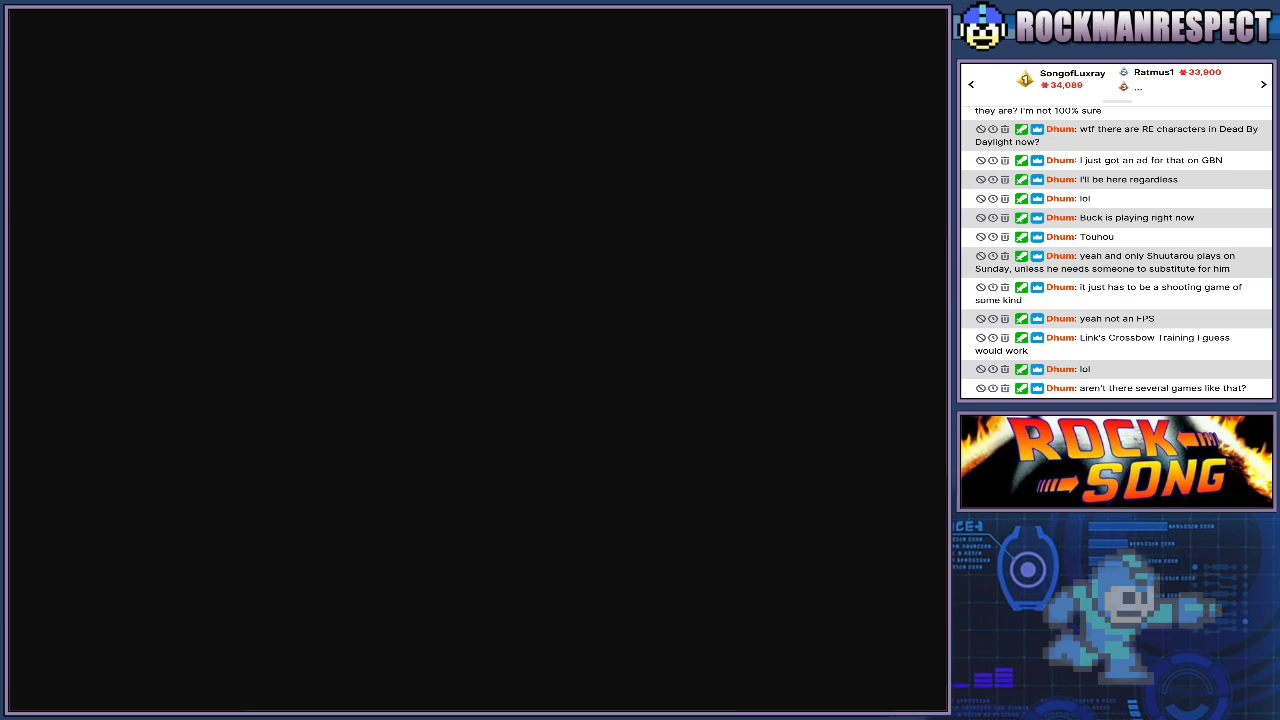 ROCKMANRESPECT
SongofLuxray
34,089
Ratmus1 33,900
...
they are? I'm not 100% sure
Dhum: wtf there are RE characters in Dead By
Daylight now?
Dhum: I just got an ad for that on GBN
Dhum: I'll be here regardless
Dhum: lol
Dhum: Buck is playing right now
Dhum: Touhou
Dhum: yeah and only Shuutarou plays on
Sunday, unless he needs someone to substitute for him
Dhum: it just has to be a shooting game of
some kind
Dhum: yeah not an FPS
Dhum: Link's Crossbow Training I guess
would work
Dhum: lol
Dhum: aren't there several games like that?
ROCK
SONG